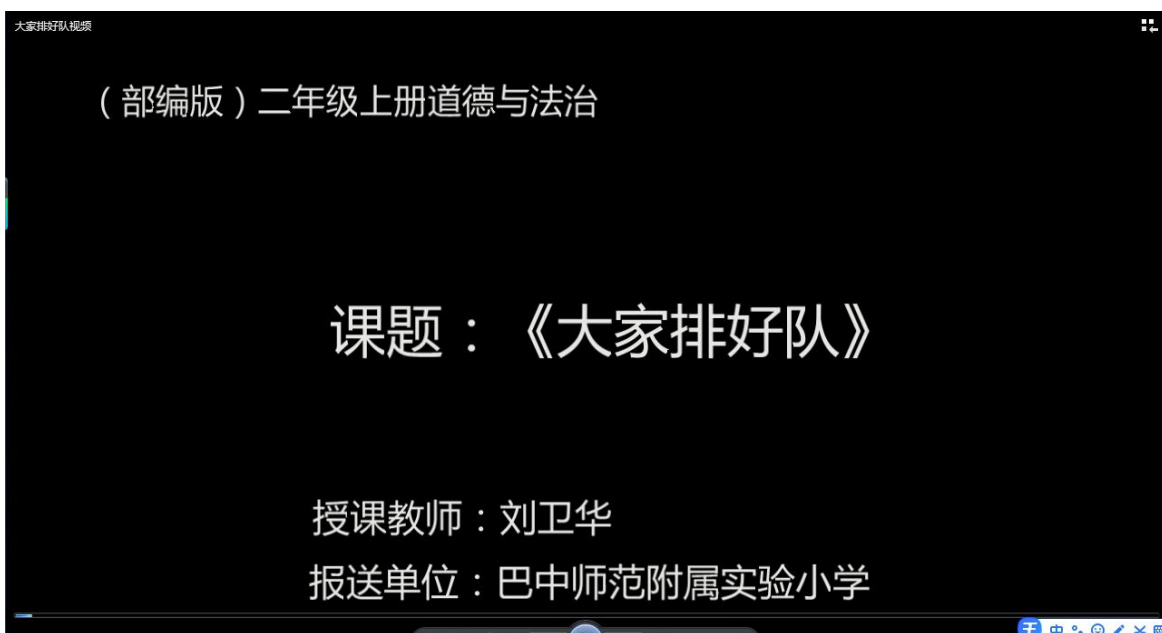 大家排好队视频
（部编版）二年级上册道德与法治
课题：《大家排好队》
授课教师：刘卫华
报送单位：巴中师范附属实验小学